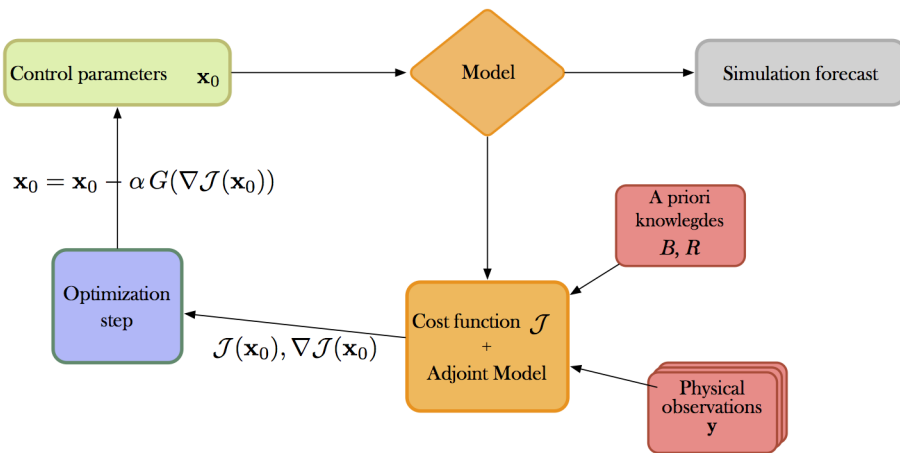 Control parameters x₀
Model
Simulation forecast
x₀ = x₀ − α G(∇𝒥(x₀))
A priori
knowlegdes
B, R
Optimization
step
Cost function 𝒥
+
Adjoint Model
𝒥(x₀), ∇𝒥(x₀)
Physical
observations
y